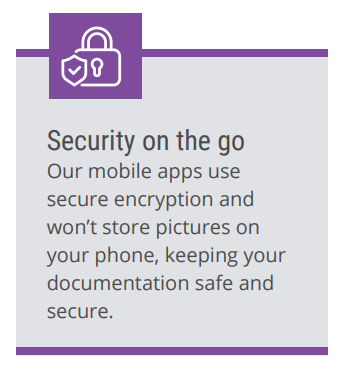 Security on the go
Our mobile apps use
secure encryption and
won’t store pictures on
your phone, keeping your
documentation safe and
secure.